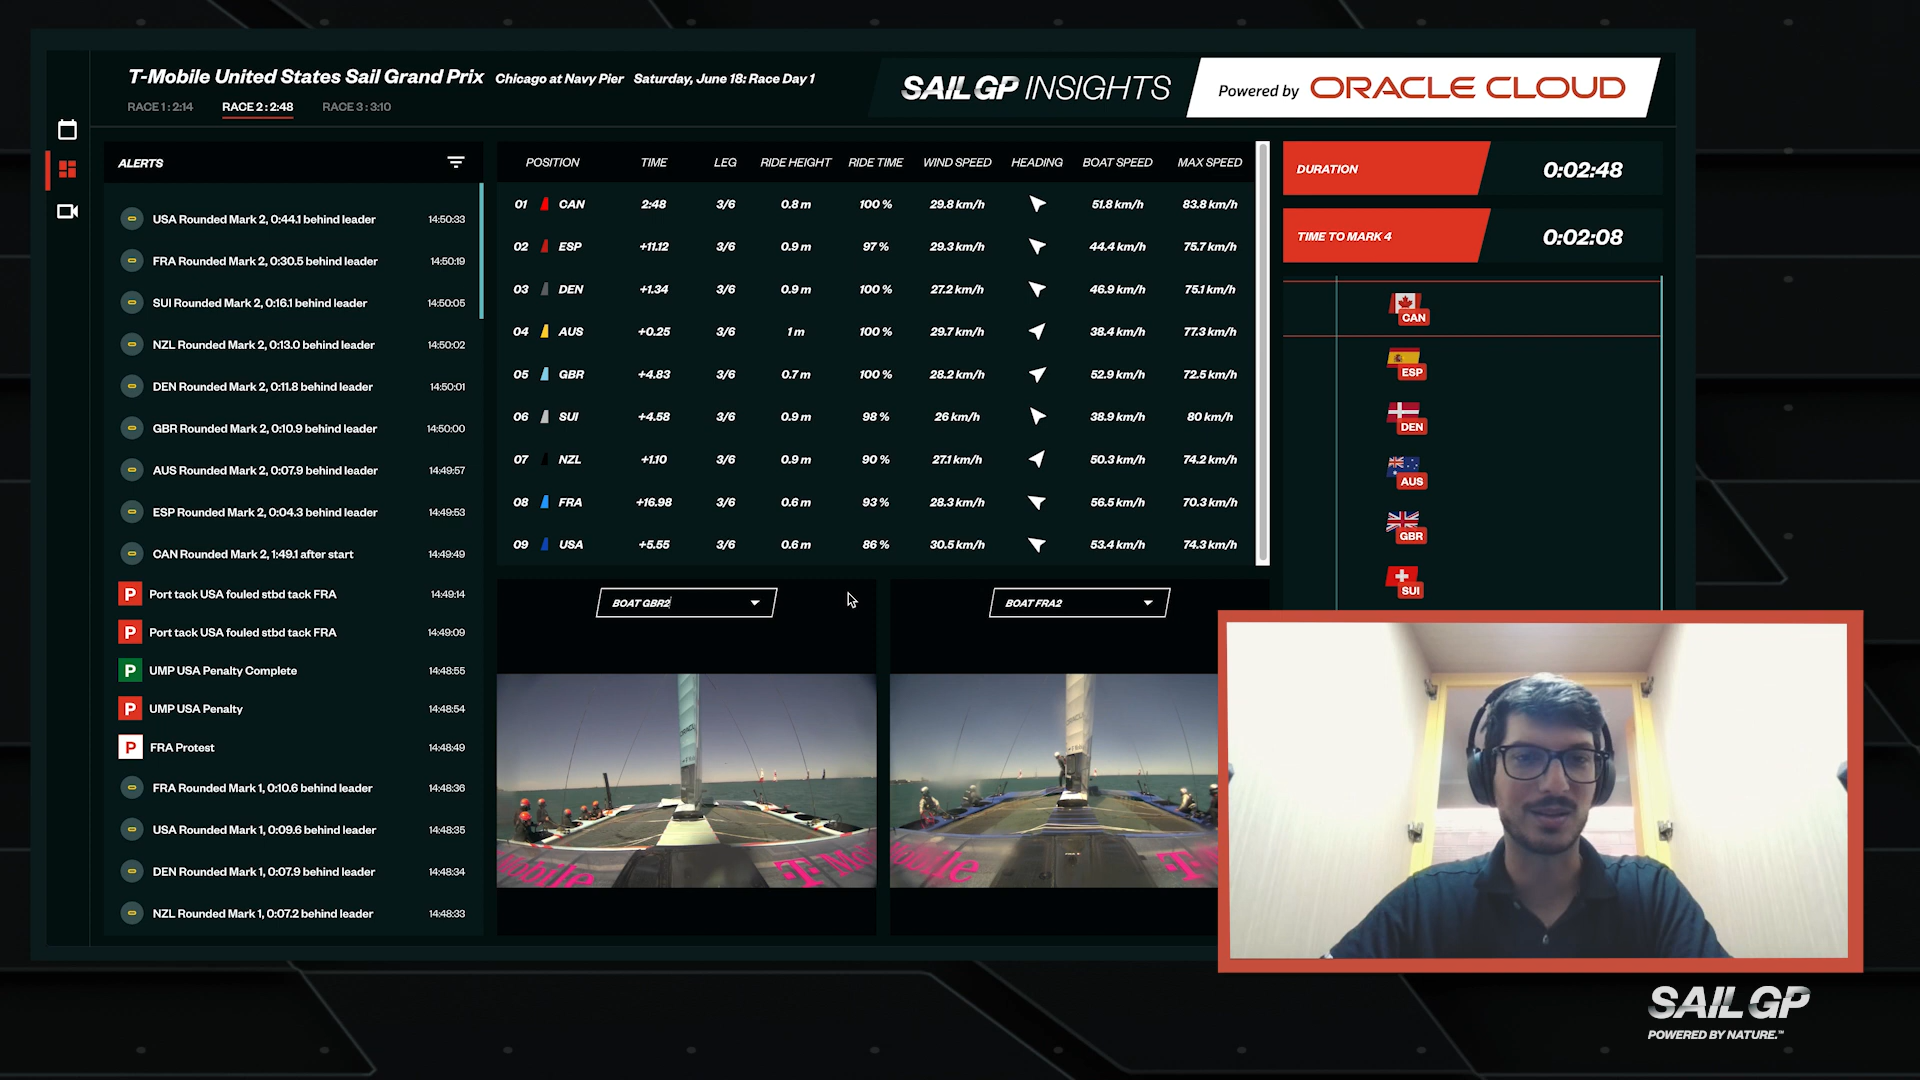 T-Mobile United States Sail Grand Prix Chicago at Navy Pier Saturday, June 18: Race Day 1
RACE 1 : 2:14 RACE 2 : 2:48 RACE 3 : 3:10
SAIL GP INSIGHTS
Powered by ORACLE CLOUD
ALERTS
USA Rounded Mark 2, 0:44.1 behind leader 14:50:33
FRA Rounded Mark 2, 0:30.5 behind leader 14:50:19
SUI Rounded Mark 2, 0:16.1 behind leader 14:50:05
NZL Rounded Mark 2, 0:13.0 behind leader 14:50:02
DEN Rounded Mark 2, 0:11.8 behind leader 14:50:01
GBR Rounded Mark 2, 0:10.9 behind leader 14:50:00
AUS Rounded Mark 2, 0:07.9 behind leader 14:49:57
ESP Rounded Mark 2, 0:04.3 behind leader 14:49:53
CAN Rounded Mark 2, 1:49.1 after start 14:49:49
P Port tack USA fouled stbd tack FRA 14:49:14
P Port tack USA fouled stbd tack FRA 14:49:09
P UMP USA Penalty Complete 14:48:55
P UMP USA Penalty 14:48:54
P FRA Protest 14:48:49
FRA Rounded Mark 1, 0:10.6 behind leader 14:48:36
USA Rounded Mark 1, 0:09.6 behind leader 14:48:35
DEN Rounded Mark 1, 0:07.9 behind leader 14:48:34
NZL Rounded Mark 1, 0:07.2 behind leader 14:48:33
POSITION TIME LEG RIDE HEIGHT RIDE TIME WIND SPEED HEADING BOAT SPEED MAX SPEED
01 CAN 2:48 3/6 0.8 m 100 % 29.8 km/h 51.8 km/h 83.8 km/h
02 ESP +11.12 3/6 0.9 m 97 % 29.3 km/h 44.4 km/h 75.7 km/h
03 DEN +1.34 3/6 0.9 m 100 % 27.2 km/h 46.9 km/h 75.1 km/h
04 AUS +0.25 3/6 1 m 100 % 29.7 km/h 38.4 km/h 77.3 km/h
05 GBR +4.83 3/6 0.7 m 100 % 28.2 km/h 52.9 km/h 72.5 km/h
06 SUI +4.58 3/6 0.9 m 98 % 26 km/h 38.9 km/h 80 km/h
07 NZL +1.10 3/6 0.9 m 90 % 27.1 km/h 50.3 km/h 74.2 km/h
08 FRA +16.98 3/6 0.6 m 93 % 28.3 km/h 56.5 km/h 70.3 km/h
09 USA +5.55 3/6 0.6 m 86 % 30.5 km/h 53.4 km/h 74.3 km/h
BOAT GBR2
BOAT FRA2
DURATION 0:02:48
TIME TO MARK 4 0:02:08
CAN
ESP
DEN
AUS
GBR
SUI
SAIL GP
POWERED BY NATURE.™